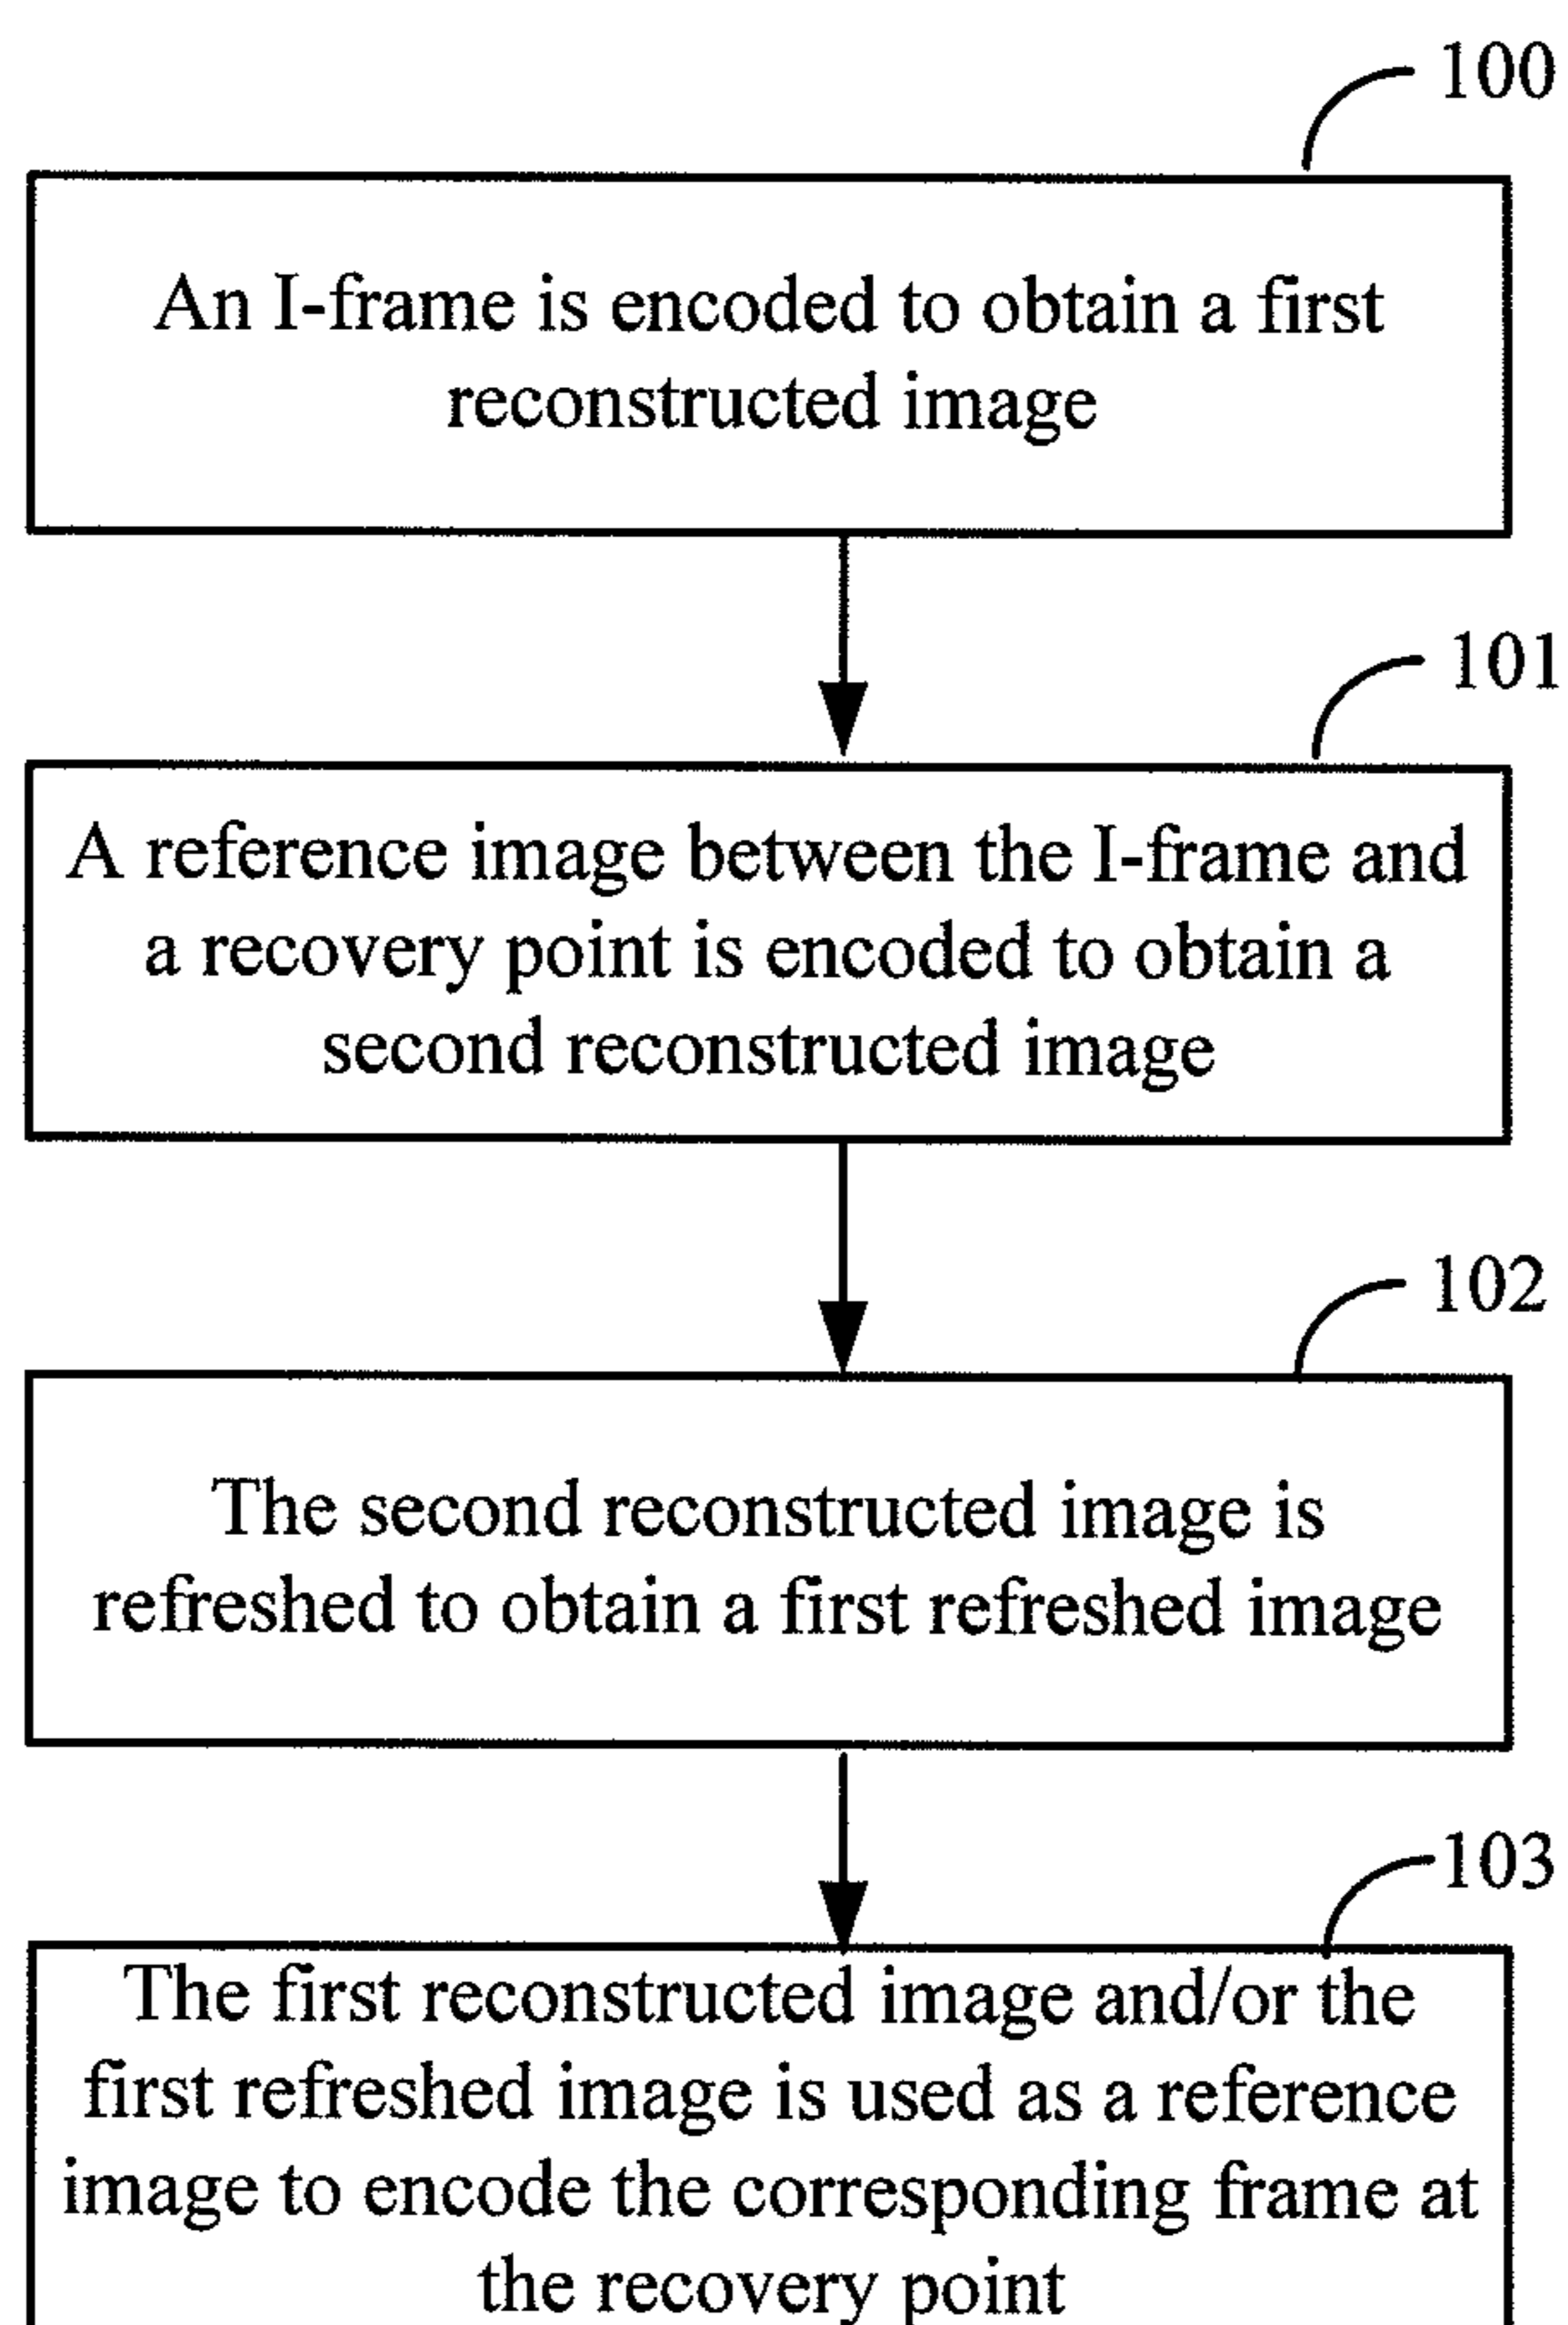 100
An I-frame is encoded to obtain a first
reconstructed image
101
A reference image between the I-frame and
a recovery point is encoded to obtain a
second reconstructed image
102
The second reconstructed image is
refreshed to obtain a first refreshed image
103
The first reconstructed image and/or the
first refreshed image is used as a reference
image to encode the corresponding frame at
the recovery point